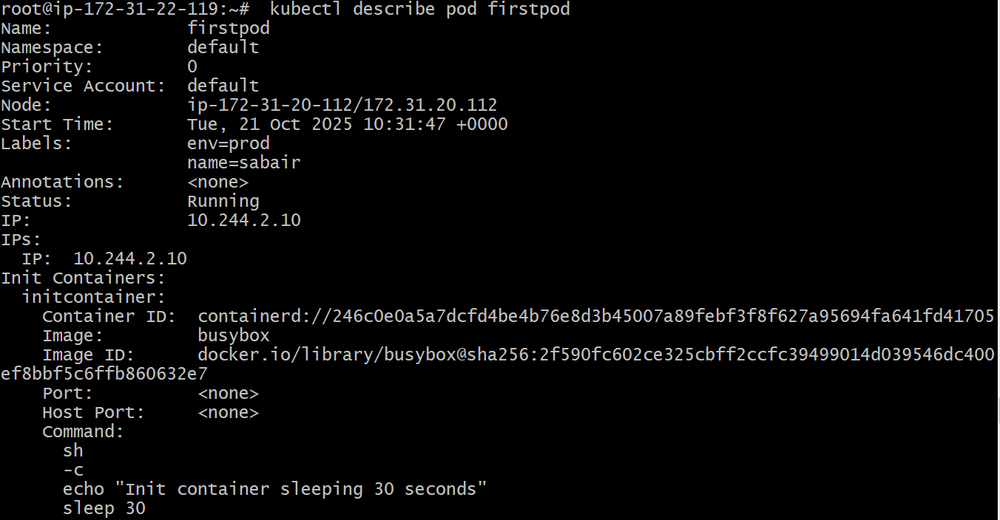 root@ip-172-31-22-119:~#  kubectl describe pod firstpod
Name:             firstpod
Namespace:        default
Priority:         0
Service Account:  default
Node:             ip-172-31-20-112/172.31.20.112
Start Time:       Tue, 21 Oct 2025 10:31:47 +0000
Labels:           env=prod
                  name=sabair
Annotations:      <none>
Status:           Running
IP:               10.244.2.10
IPs:
  IP:  10.244.2.10
Init Containers:
  initcontainer:
    Container ID:  containerd://246c0e0a5a7dcfd4be4b76e8d3b45007a89febf3f8f627a95694fa641fd41705
    Image:         busybox
    Image ID:      docker.io/library/busybox@sha256:2f590fc602ce325cbff2ccfc39499014d039546dc400
ef8bbf5c6ffb860632e7
    Port:          <none>
    Host Port:     <none>
    Command:
      sh
      -c
      echo "Init container sleeping 30 seconds"
      sleep 30